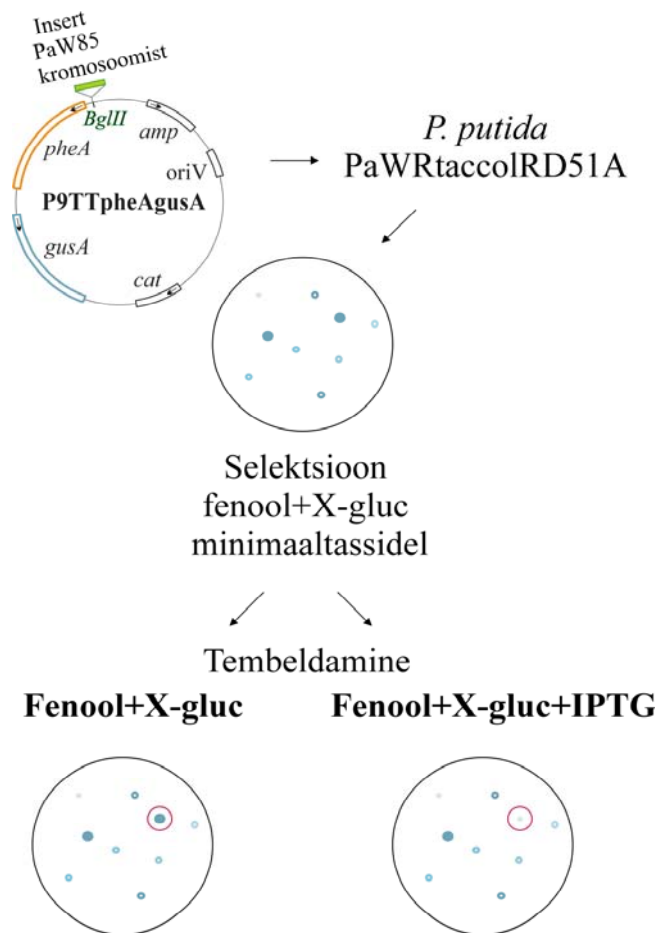 Insert
PaW85
kromosoomist
BglII
amp
pheA
oriV
P9TTpheAgusA
gusA
cat
P. putida
PaWRtaccolRD51A
Selektsioon
fenool+X-gluc
minimaaltassidel
Tembeldamine
Fenool+X-gluc
Fenool+X-gluc+IPTG